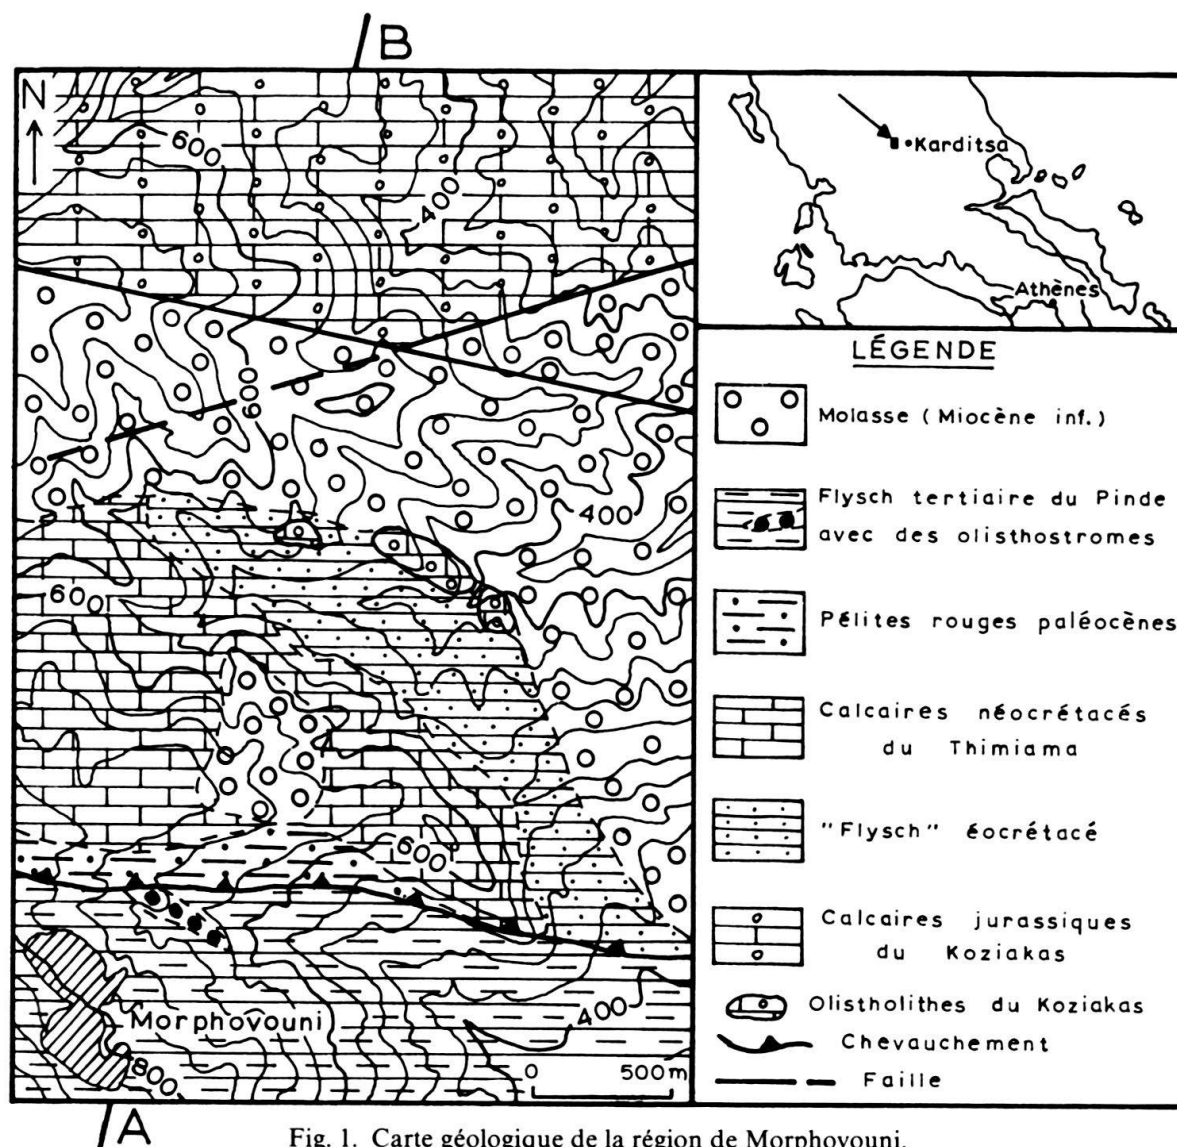 B
N
600
400
600
400
600
600
400
Morphovouni
800
0 500m
A
Karditsa
Athènes
LÉGENDE
Molasse (Miocène inf.)
Flysch tertiaire du Pinde
avec des olisthostromes
Pélites rouges paléocènes
Calcaires néocrétacés
du Thimiama
"Flysch" éocrétacé
Calcaires jurassiques
du Koziakas
Olistholithes du Koziakas
Chevauchement
Faille
Fig. 1. Carte géologique de la région de Morphovouni.